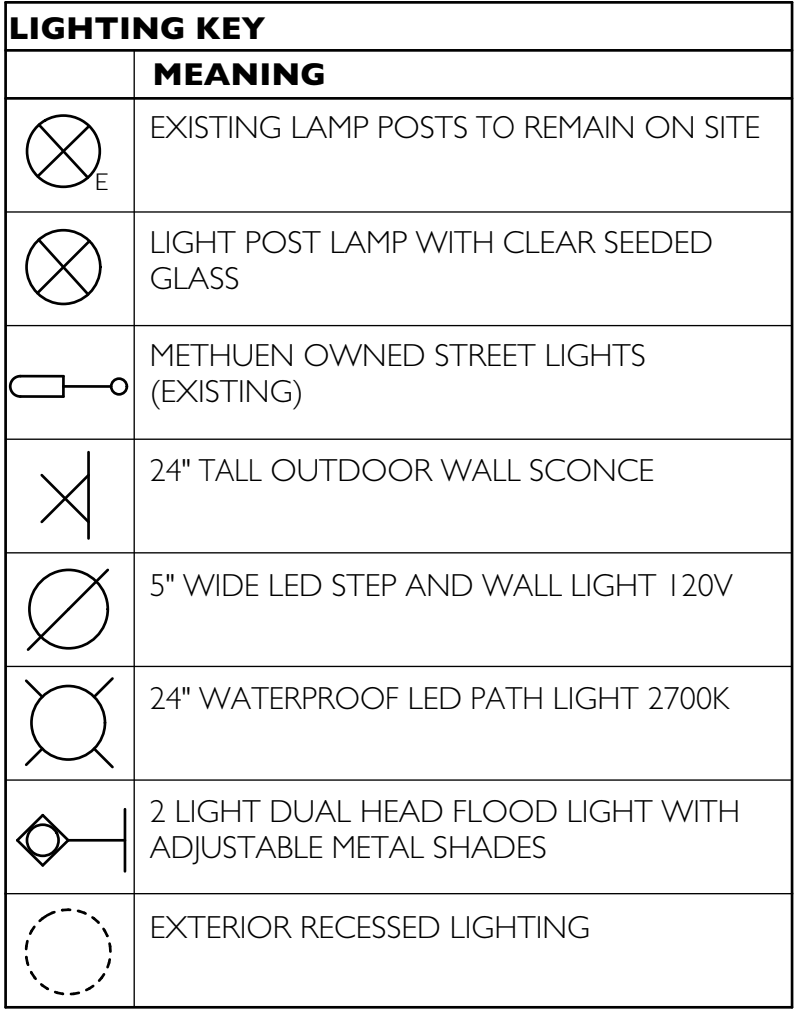 LIGHTING KEY
MEANING
EXISTING LAMP POSTS TO REMAIN ON SITE
E
LIGHT POST LAMP WITH CLEAR SEEDED
GLASS
METHUEN OWNED STREET LIGHTS
(EXISTING)
24" TALL OUTDOOR WALL SCONCE
5" WIDE LED STEP AND WALL LIGHT 120V
24" WATERPROOF LED PATH LIGHT 2700K
2 LIGHT DUAL HEAD FLOOD LIGHT WITH
ADJUSTABLE METAL SHADES
EXTERIOR RECESSED LIGHTING